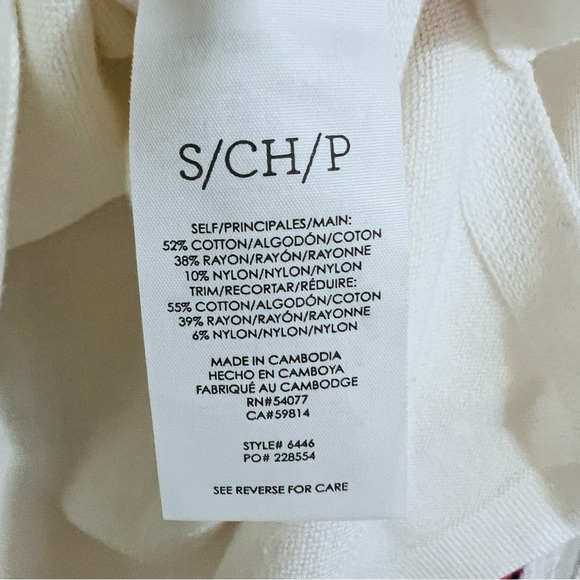 S/CH/P
SELF/PRINCIPALES/MAIN:
52% COTTON/ALGODÓN/COTON
38% RAYON/RAYÓN/RAYONNE
10% NYLON/NYLON/NYLON
TRIM/RECORTAR/RÉDUIRE:
55% COTTON/ALGODÓN/COTON
39% RAYON/RAYÓN/RAYONNE
6% NYLON/NYLON/NYLON
MADE IN CAMBODIA
HECHO EN CAMBOYA
FABRIQUÉ AU CAMBODGE
RN#54077
CA#59814
STYLE# 6446
PO# 228554
SEE REVERSE FOR CARE